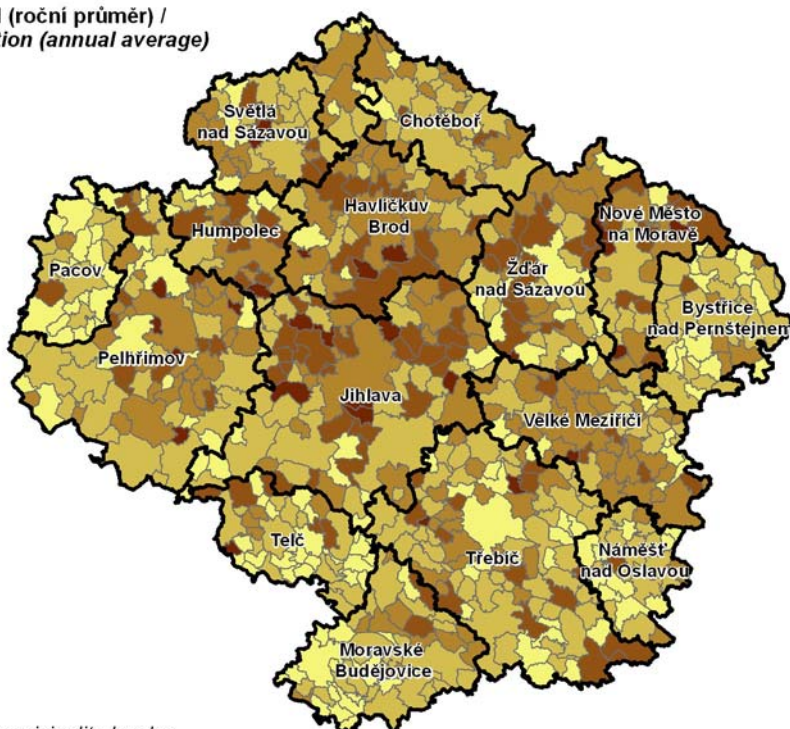 (roční průměr) /
(annual average)
Světlá
nad Sázavou
Chotěboř
Havlíčkův
Brod
Humpolec
Nové Město
na Moravě
Pacov
Žďár
nad Sázavou
Bystřice
nad Pernštejnem
Pelhřimov
Jihlava
Velké Meziříčí
Telč
Třebíč
Náměšť
nad Oslavou
Moravské
Budějovice